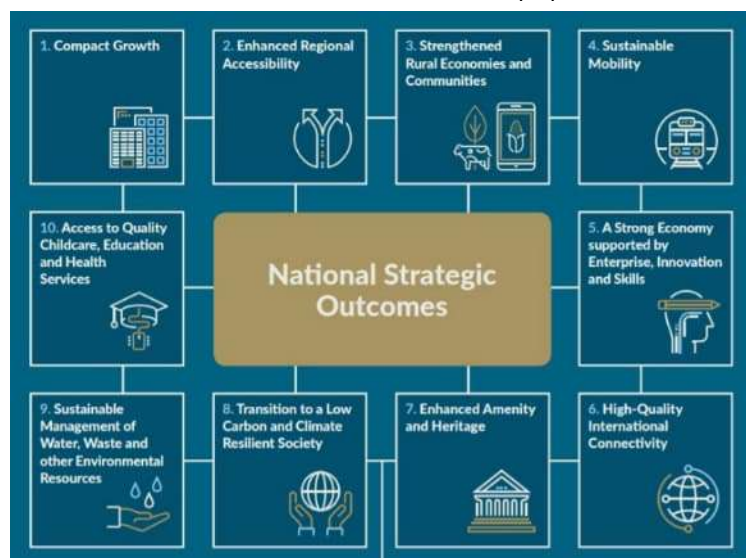 1. Compact Growth
2. Enhanced Regional
Accessibility
3. Strengthened
Rural Economies and
Communities
4. Sustainable
Mobility
10. Access to Quality
Childcare, Education
and Health
Services
National Strategic
Outcomes
5. A Strong Economy
supported by
Enterprise, Innovation
and Skills
9. Sustainable
Management of
Water, Waste and
other Environmental
Resources
8. Transition to a Low
Carbon and Climate
Resilient Society
7. Enhanced Amenity
and Heritage
6. High-Quality
International
Connectivity